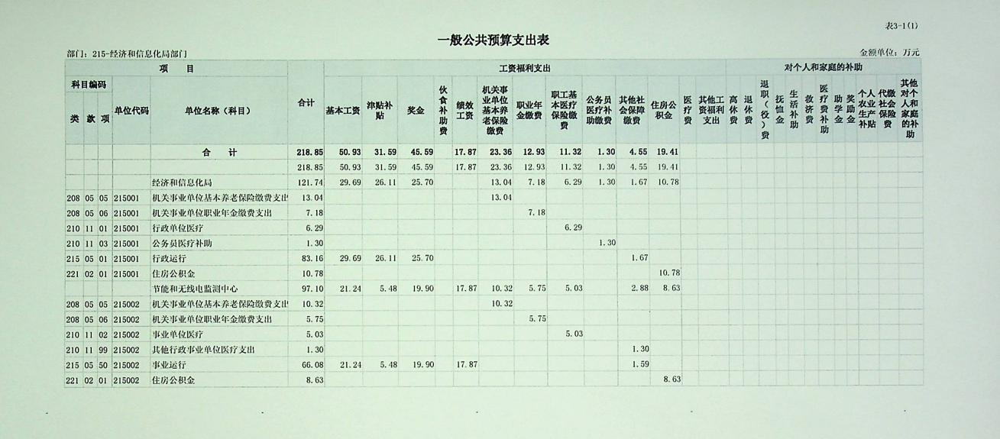 表3-1(1)
一般公共预算支出表
部门：215-经济和信息化局部门 金额单位：万元
项 目 工资福利支出 对个人和家庭的补助
科目编码 单位代码 单位名称（科目） 合计 基本工资 津贴补贴 奖金 伙食补助费 绩效工资 机关事业单位基本养老保险缴费 职业年金缴费 职工基本医疗保险缴费 公务员医疗补助缴费 其他社会保障缴费 住房公积金 医疗费 其他工资福利支出 离休费 退休费 退职（役）费 抚恤金 生活补助 救济费 医疗费补助 助学金 奖励金 个人农业生产补贴 代缴社会保险费 其他对个人和家庭的补助
类 款 项
合 计 218.85 50.93 31.59 45.59 17.87 23.36 12.93 11.32 1.30 4.55 19.41
218.85 50.93 31.59 45.59 17.87 23.36 12.93 11.32 1.30 4.55 19.41
经济和信息化局 121.74 29.69 26.11 25.70 13.04 7.18 6.29 1.30 1.67 10.78
208 05 05 215001 机关事业单位基本养老保险缴费支出 13.04 13.04
208 05 06 215001 机关事业单位职业年金缴费支出 7.18 7.18
210 11 01 215001 行政单位医疗 6.29 6.29
210 11 03 215001 公务员医疗补助 1.30 1.30
215 05 01 215001 行政运行 83.16 29.69 26.11 25.70 1.67
221 02 01 215001 住房公积金 10.78 10.78
节能和无线电监测中心 97.10 21.24 5.48 19.90 17.87 10.32 5.75 5.03 2.88 8.63
208 05 05 215002 机关事业单位基本养老保险缴费支出 10.32 10.32
208 05 06 215002 机关事业单位职业年金缴费支出 5.75 5.75
210 11 02 215002 事业单位医疗 5.03 5.03
210 11 99 215002 其他行政事业单位医疗支出 1.30 1.30
215 05 50 215002 事业运行 66.08 21.24 5.48 19.90 17.87 1.59
221 02 01 215002 住房公积金 8.63 8.63